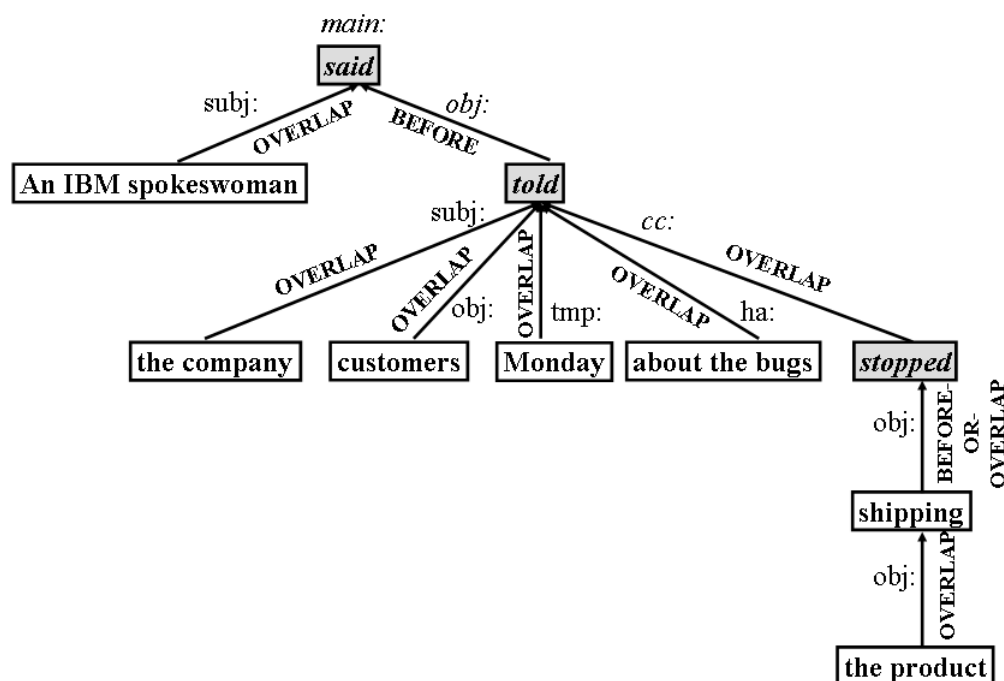 main:
said
subj:
OVERLAP
obj:
BEFORE
An IBM spokeswoman
told
subj:
cc:
OVERLAP
OVERLAP
OVERLAP
OVERLAP
OVERLAP
obj:
tmp:
ha:
the company
customers
Monday
about the bugs
stopped
obj:
BEFORE-
OR-
OVERLAP
shipping
obj:
OVERLAP
the product